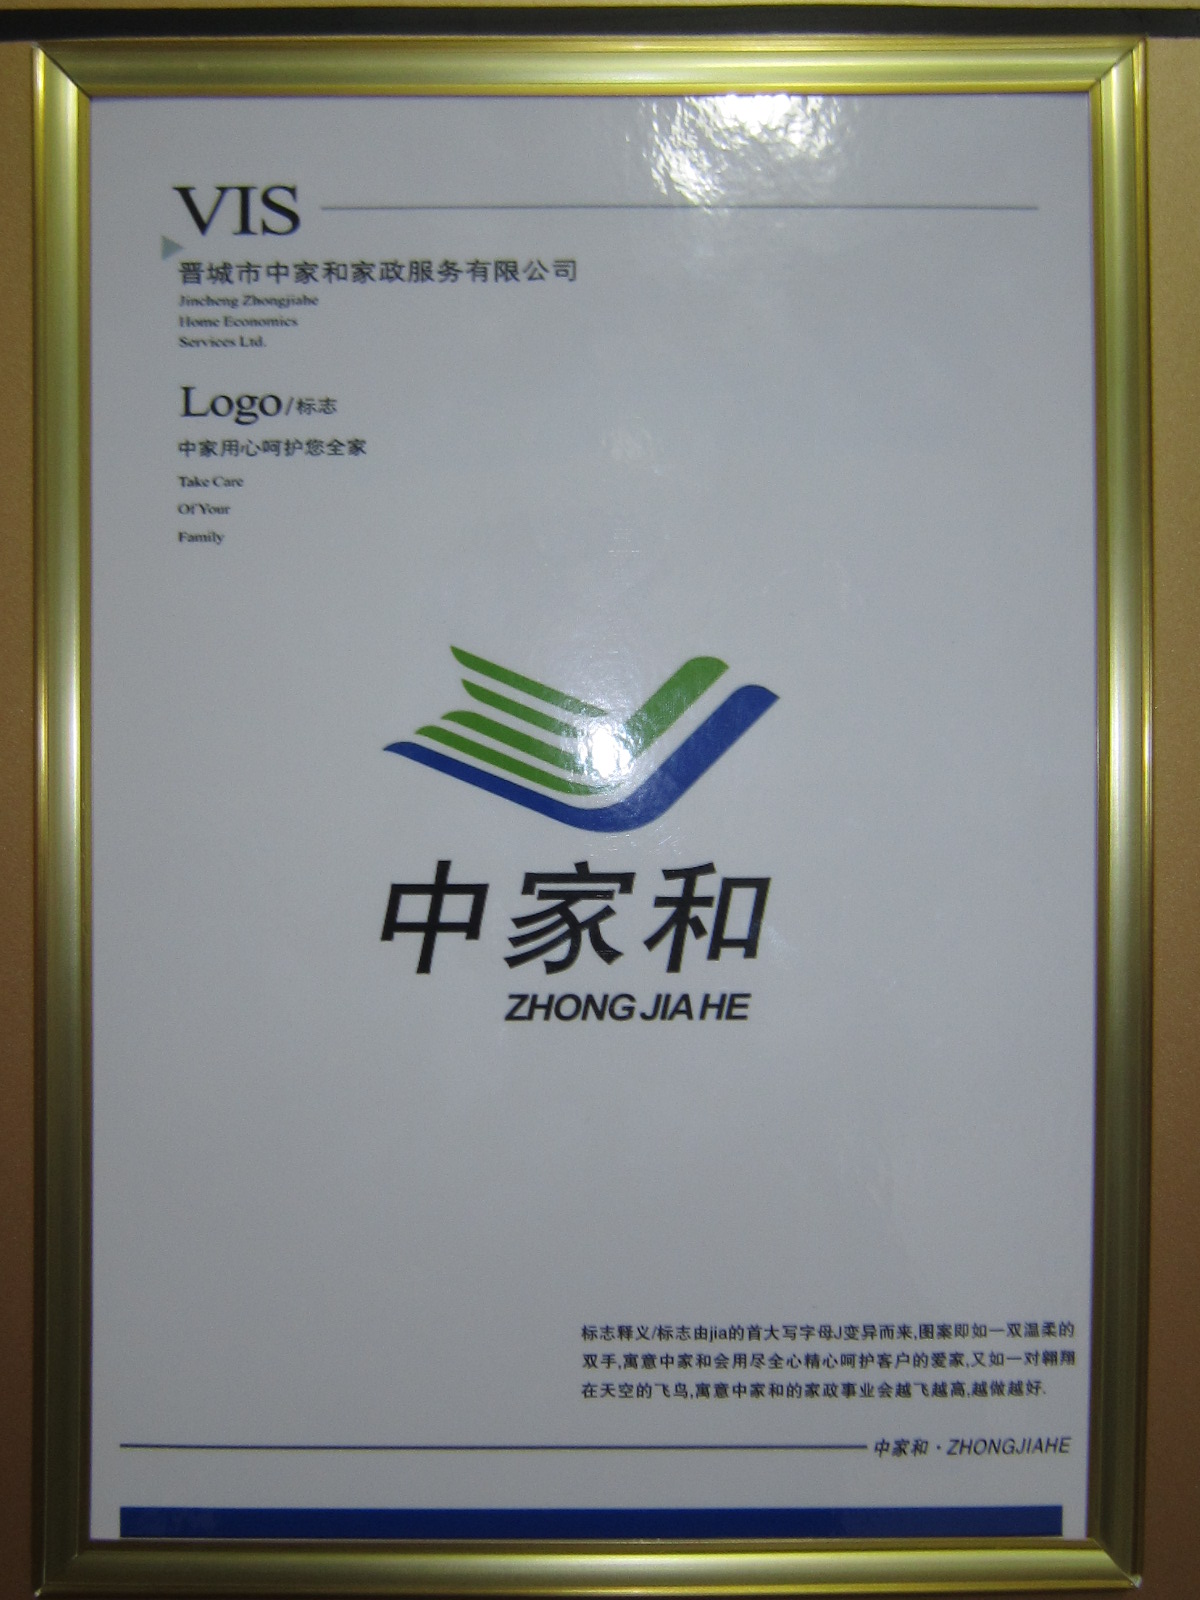 VIS
晋城市中家和家政服务有限公司
Jincheng Zhongjiahe
Home Economics
Services Ltd.
Logo/标志
中家用心呵护您全家
Take Care
Of Your
Family
中家和
ZHONG JIA HE
标志释义/标志由jia的首大写字母J变异而来,图案即如一双温柔的
双手,寓意中家和会用尽全心精心呵护客户的爱家,又如一对翱翔
在天空的飞鸟,寓意中家和的家政事业会越飞越高,越做越好.
中家和·ZHONGJIAHE